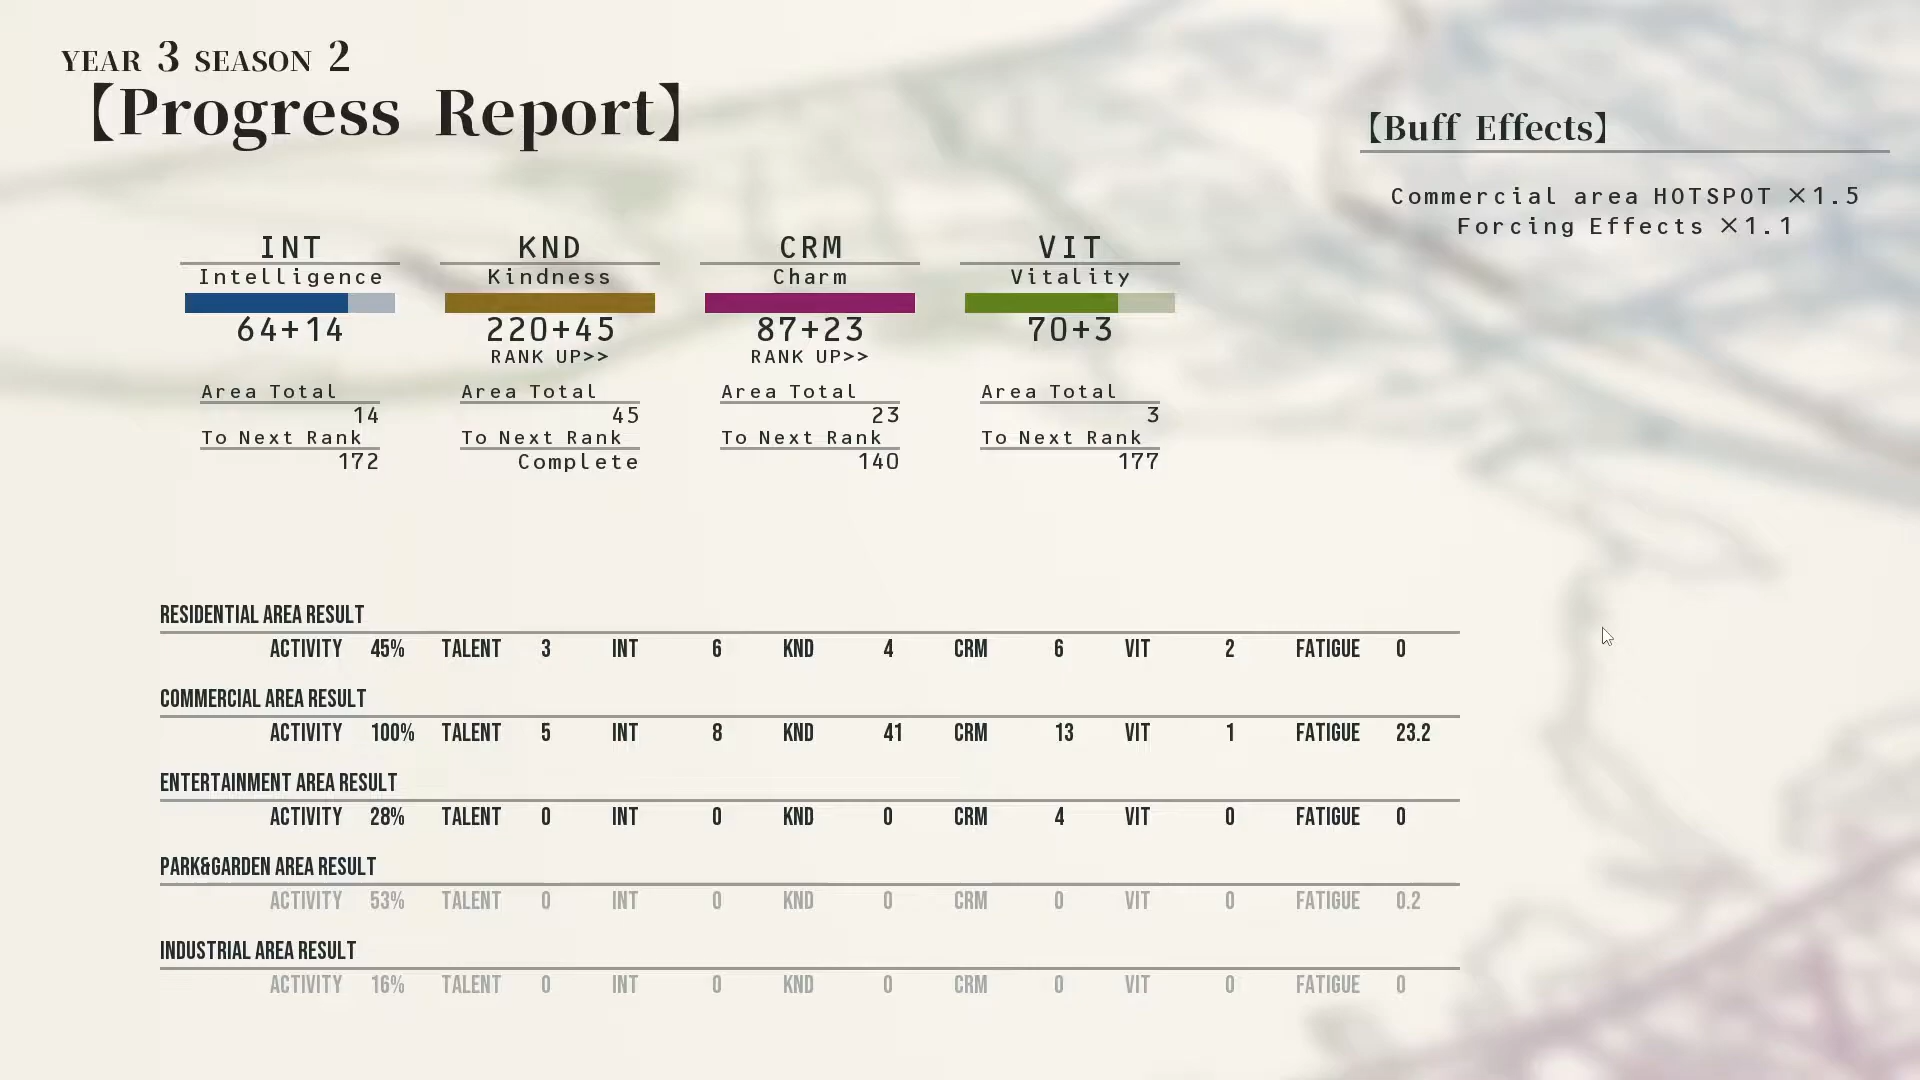 YEAR 3 SEASON 2
【Progress Report】
【Buff Effects】
Commercial area HOTSPOT ×1.5
Forcing Effects ×1.1
INT KND CRM VIT
Intelligence Kindness Charm Vitality
64+14 220+45 87+23 70+3
RANK UP>> RANK UP>>
Area Total Area Total Area Total Area Total
14 45 23 3
To Next Rank To Next Rank To Next Rank To Next Rank
172 Complete 140 177
RESIDENTIAL AREA RESULT
ACTIVITY 45% TALENT 3 INT 6 KND 4 CRM 6 VIT 2 FATIGUE 0
COMMERCIAL AREA RESULT
ACTIVITY 100% TALENT 5 INT 8 KND 41 CRM 13 VIT 1 FATIGUE 23.2
ENTERTAINMENT AREA RESULT
ACTIVITY 28% TALENT 0 INT 0 KND 0 CRM 4 VIT 0 FATIGUE 0
PARK&GARDEN AREA RESULT
ACTIVITY 53% TALENT 0 INT 0 KND 0 CRM 0 VIT 0 FATIGUE 0.2
INDUSTRIAL AREA RESULT
ACTIVITY 16% TALENT 0 INT 0 KND 0 CRM 0 VIT 0 FATIGUE 0